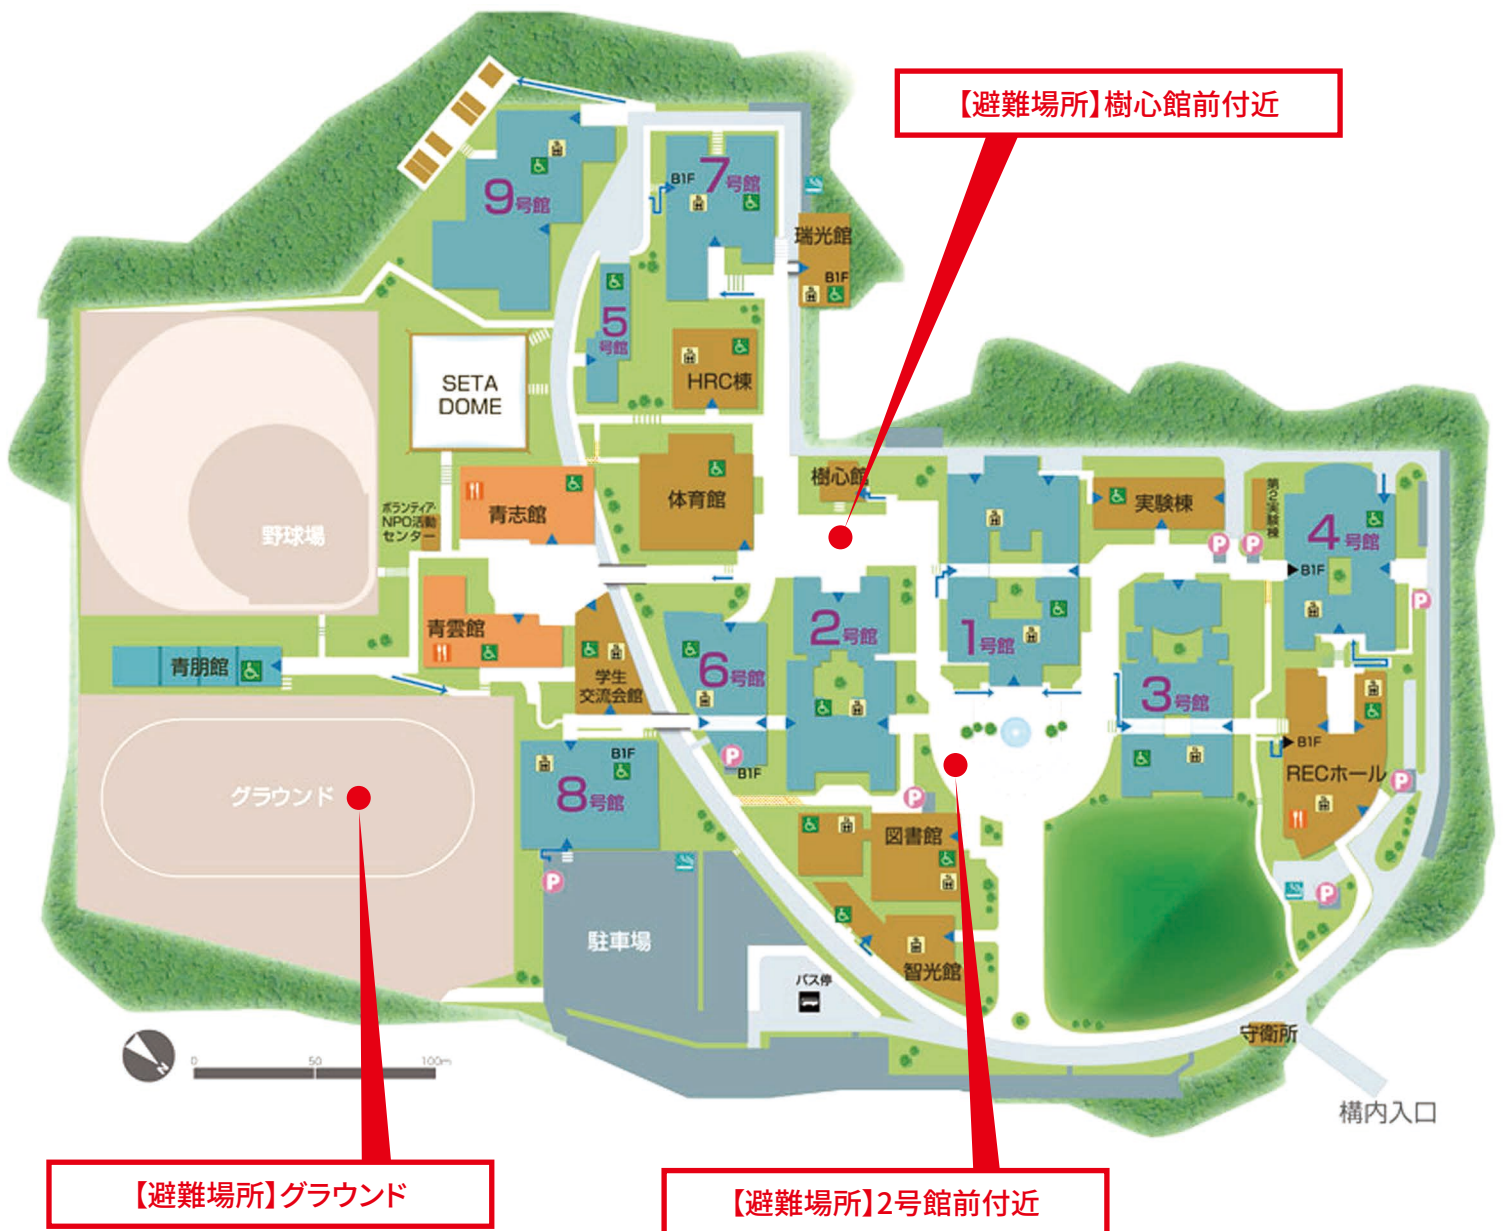 【避難場所】樹心館前付近
7号館
B1F
9号館
瑞光館
B1F
5号館
HRC棟
SETA
DOME
樹心館
体育館
青志館
ボランティア・
NPO活動
センター
野球場
実験棟
第2実験棟
4号館
B1F
P
P
P
青雲館
2号館
1号館
青朋館
6号館
学生
交流会館
3号館
B1F
P
B1F
B1F
RECホール
P
8号館
グラウンド
P
図書館
P
P
駐車場
智光館
バス停
守衛所
N
0 50 100m
構内入口
【避難場所】グラウンド
【避難場所】2号館前付近